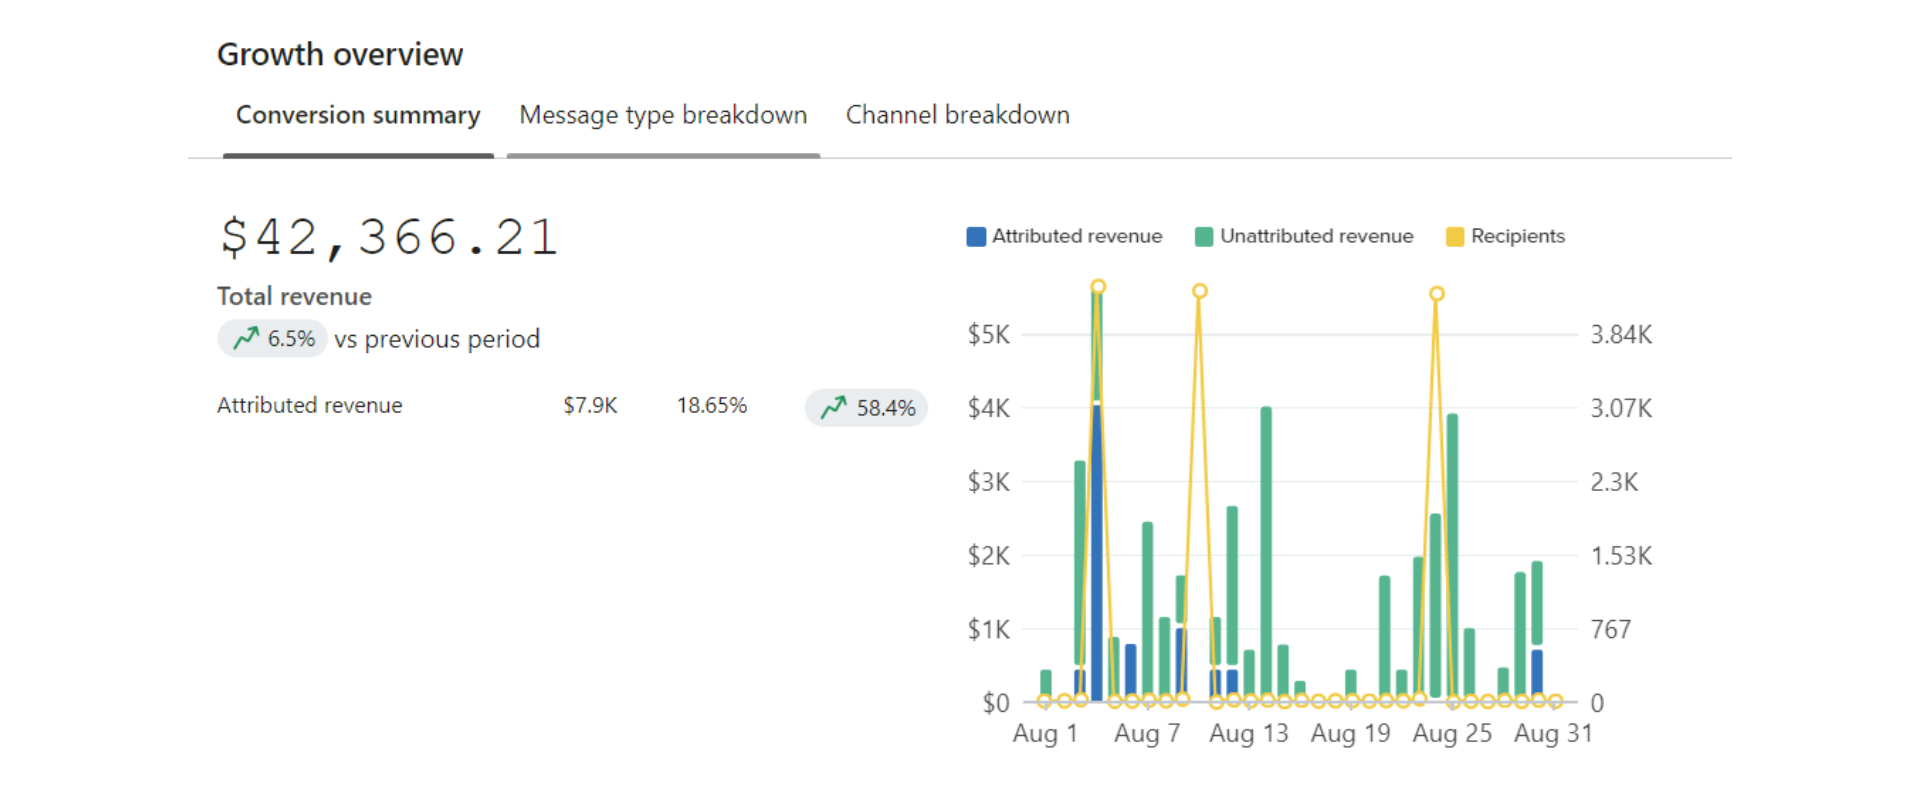 Growth overview
Conversion summary Message type breakdown Channel breakdown
$42,366.21
Total revenue
6.5% vs previous period
Attributed revenue $7.9K 18.65% 58.4%
Attributed revenue Unattributed revenue Recipients
$5K 3.84K
$4K 3.07K
$3K 2.3K
$2K 1.53K
$1K 767
$0 0
Aug 1 Aug 7 Aug 13 Aug 19 Aug 25 Aug 31